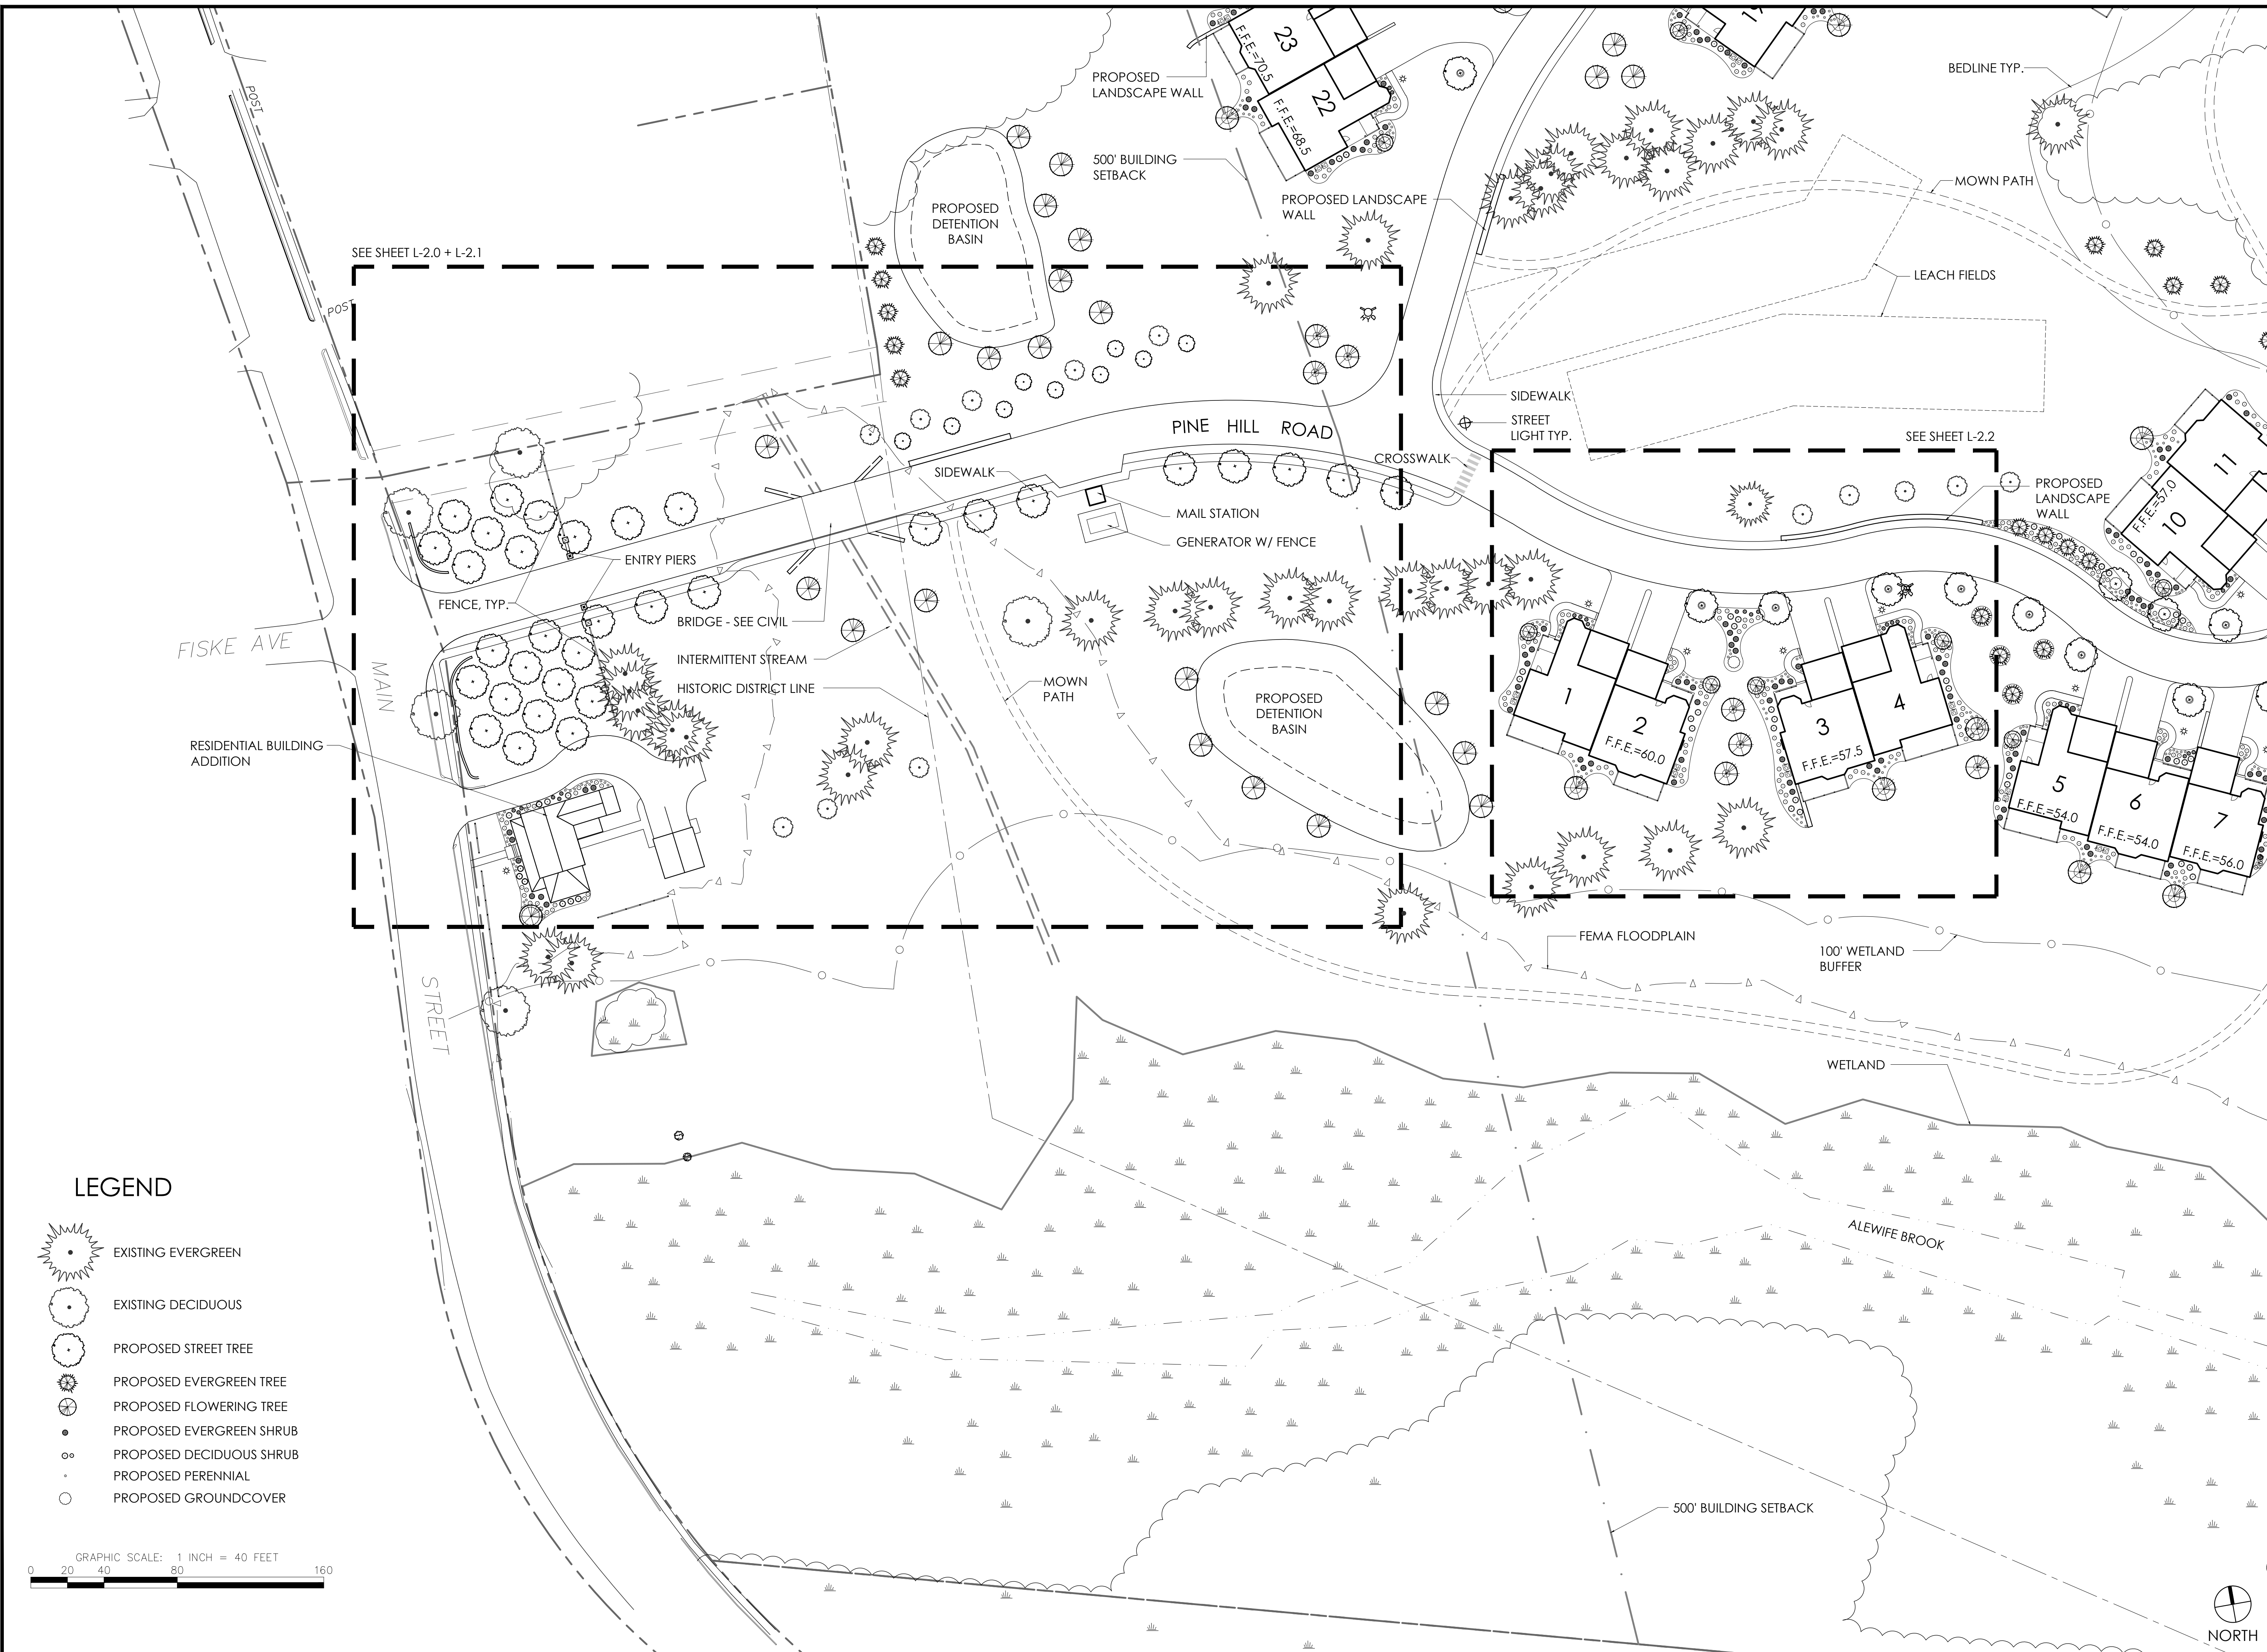 POST
POST
SEE SHEET L-2.0 + L-2.1
PROPOSED
LANDSCAPE WALL
500' BUILDING
SETBACK
23
F.F.E=70.5
22
F.F.E=68.5
19
PROPOSED LANDSCAPE
WALL
PROPOSED
DETENTION
BASIN
BEDLINE TYP.
MOWN PATH
LEACH FIELDS
SIDEWALK
STREET
LIGHT TYP.
SEE SHEET L-2.2
CROSSWALK
PINE HILL ROAD
SIDEWALK
MAIL STATION
GENERATOR W/ FENCE
PROPOSED
LANDSCAPE
WALL
11
10
F.F.E=57.0
ENTRY PIERS
FENCE, TYP.
BRIDGE - SEE CIVIL
INTERMITTENT STREAM
HISTORIC DISTRICT LINE
MOWN
PATH
PROPOSED
DETENTION
BASIN
FISKE AVE
MAIN
STREET
RESIDENTIAL BUILDING
ADDITION
1
2
F.F.E.=60.0
3
F.F.E.=57.5
4
5
F.F.E.=54.0
6
F.F.E.=54.0
7
F.F.E.=56.0
FEMA FLOODPLAIN
100' WETLAND
BUFFER
WETLAND
ALEWIFE BROOK
500' BUILDING SETBACK
LEGEND
EXISTING EVERGREEN
EXISTING DECIDUOUS
PROPOSED STREET TREE
PROPOSED EVERGREEN TREE
PROPOSED FLOWERING TREE
PROPOSED EVERGREEN SHRUB
PROPOSED DECIDUOUS SHRUB
PROPOSED PERENNIAL
PROPOSED GROUNDCOVER
GRAPHIC SCALE: 1 INCH = 40 FEET
0 20 40 80 160
NORTH